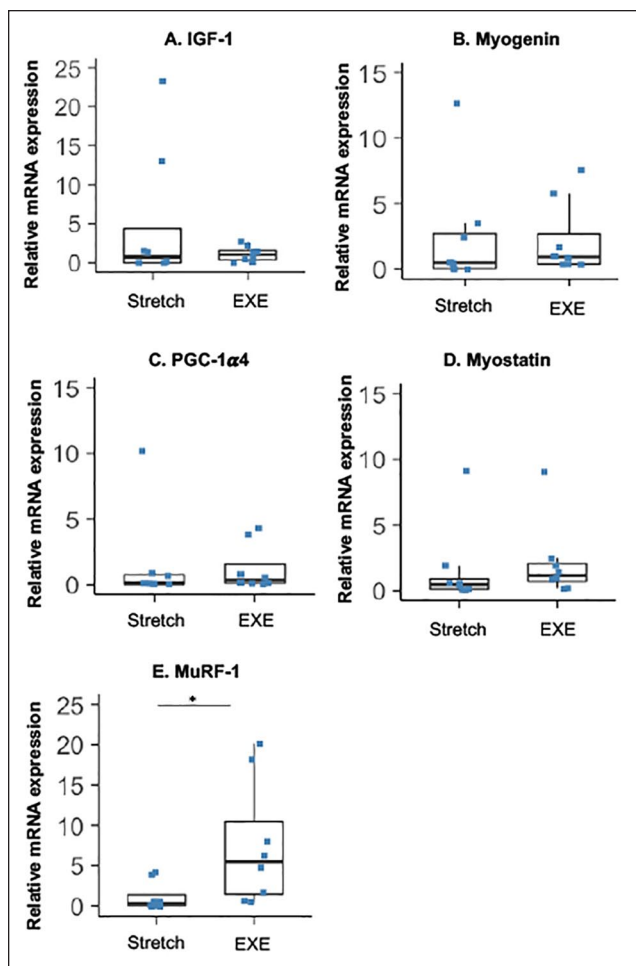 A. IGF-1
Relative mRNA expression
25
20
15
10
5
0
Stretch
EXE
B. Myogenin
Relative mRNA expression
15
10
5
0
Stretch
EXE
C. PGC-1α4
Relative mRNA expression
15
10
5
0
Stretch
EXE
D. Myostatin
Relative mRNA expression
15
10
5
0
Stretch
EXE
E. MuRF-1
*
Relative mRNA expression
25
20
15
10
5
0
Stretch
EXE